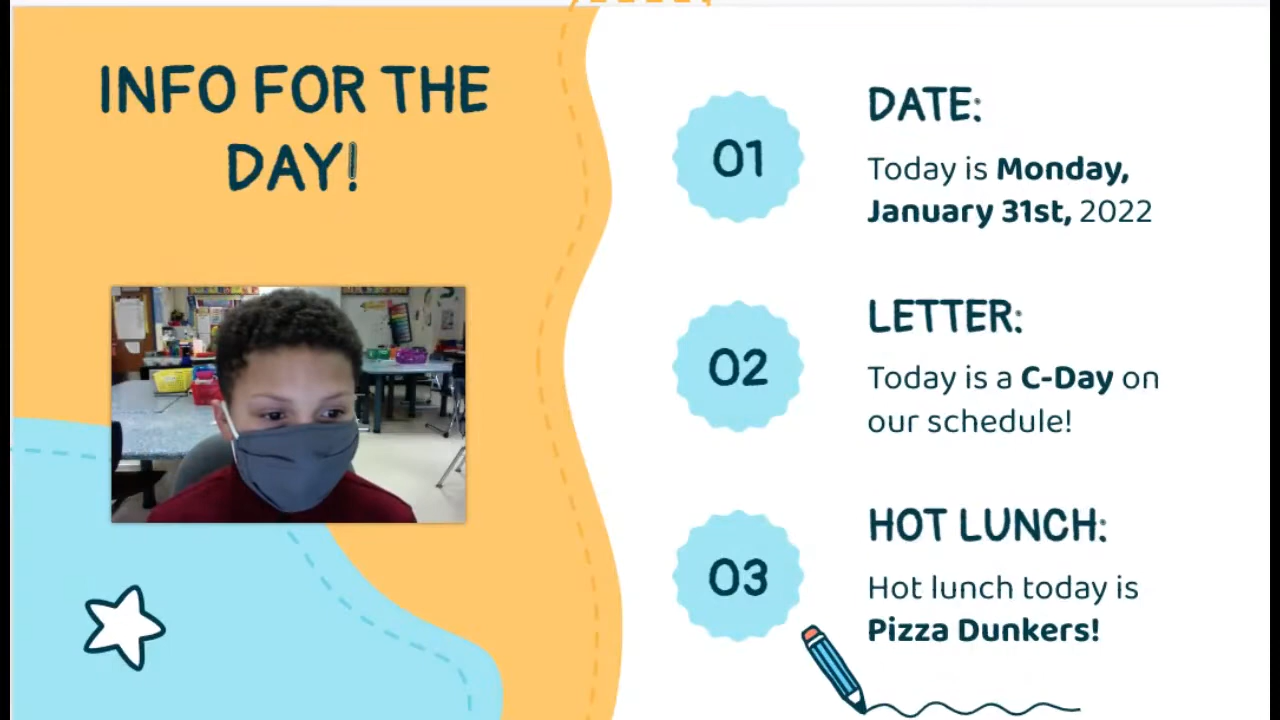 INFO FOR THE
DAY!
01
DATE:
Today is Monday,
January 31st, 2022
02
LETTER:
Today is a C-Day on
our schedule!
03
HOT LUNCH:
Hot lunch today is
Pizza Dunkers!